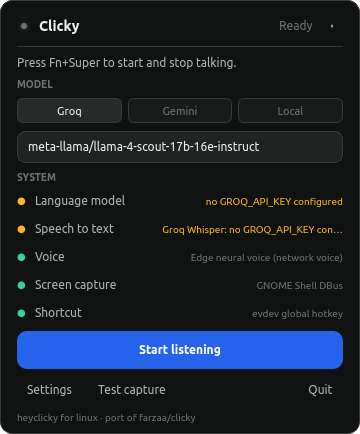 Clicky Ready
Press Fn+Super to start and stop talking.
MODEL
Groq Gemini Local
meta-llama/llama-4-scout-17b-16e-instruct
SYSTEM
Language model no GROQ_API_KEY configured
Speech to text Groq Whisper: no GROQ_API_KEY con...
Voice Edge neural voice (network voice)
Screen capture GNOME Shell DBus
Shortcut evdev global hotkey
Start listening
Settings Test capture Quit
heyclicky for linux · port of farzaa/clicky